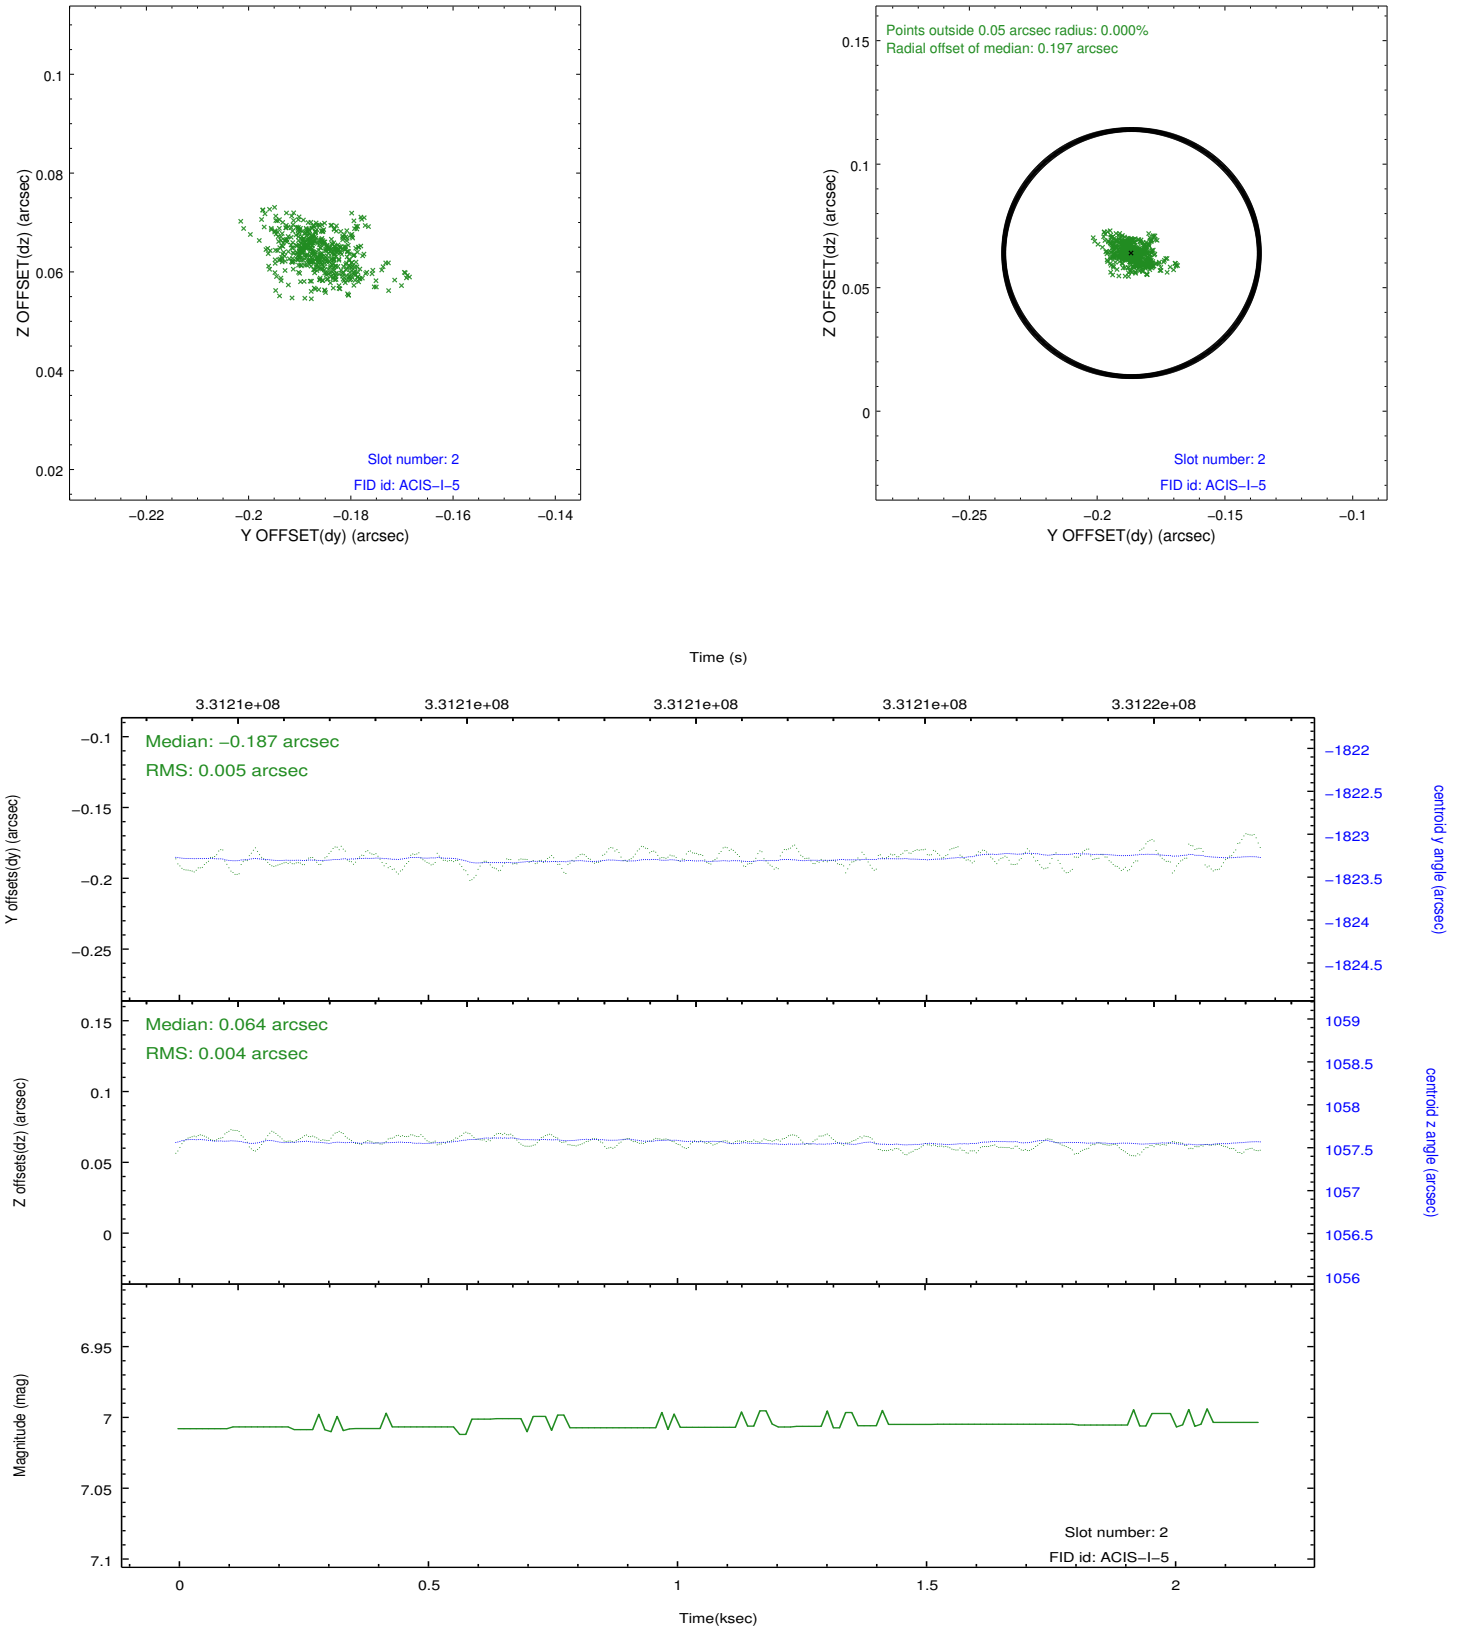 0.1
0.08
0.06
0.04
0.02
Z OFFSET(dz) (arcsec)
Slot number: 2
FID id: ACIS−I−5
−0.22
−0.2
−0.18
−0.16
−0.14
Y OFFSET(dy) (arcsec)
Points outside 0.05 arcsec radius: 0.000%
Radial offset of median: 0.197 arcsec
0.15
0.1
0.05
0
Z OFFSET(dz) (arcsec)
Slot number: 2
FID id: ACIS−I−5
−0.25
−0.2
−0.15
−0.1
Y OFFSET(dy) (arcsec)
Time (s)
3.3121e+08
3.3121e+08
3.3121e+08
3.3121e+08
3.3122e+08
Median: −0.187 arcsec
RMS: 0.005 arcsec
−0.1
−0.15
−0.2
−0.25
Y offsets(dy) (arcsec)
−1822
−1822.5
−1823
−1823.5
−1824
−1824.5
centroid y angle (arcsec)
Median: 0.064 arcsec
RMS: 0.004 arcsec
0.15
0.1
0.05
0
Z offsets(dz) (arcsec)
1059
1058.5
1058
1057.5
1057
1056.5
1056
centroid z angle (arcsec)
6.95
7
7.05
7.1
Magnitude (mag)
Slot number: 2
FID id: ACIS−I−5
0
0.5
1
1.5
2
Time(ksec)